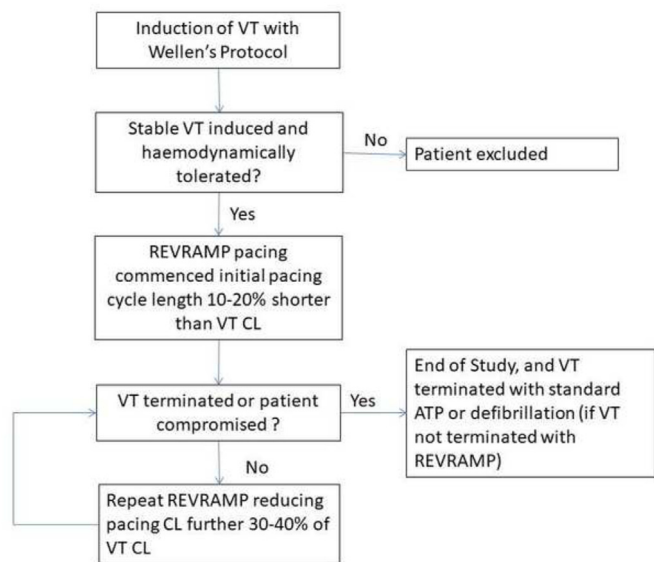 Induction of VT with
Wellen's Protocol
Stable VT induced and
haemodynamically
tolerated?
No
Patient excluded
Yes
REVRAMP pacing
commenced initial pacing
cycle length 10-20% shorter
than VT CL
VT terminated or patient
compromised ?
Yes
End of Study, and VT
terminated with standard
ATP or defibrillation (if VT
not terminated with
REVRAMP)
No
Repeat REVRAMP reducing
pacing CL further 30-40% of
VT CL